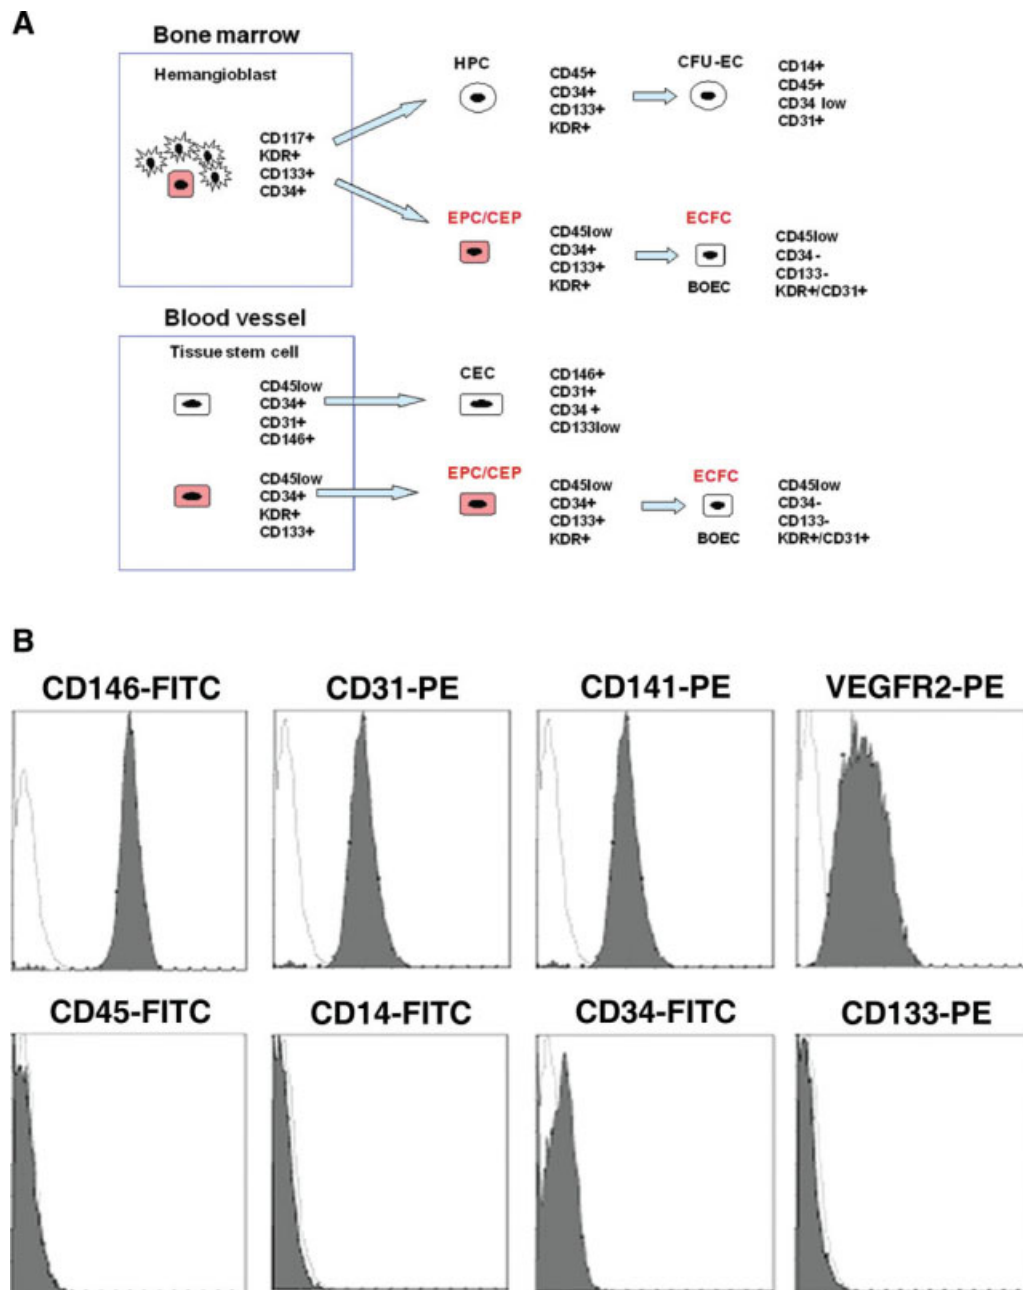 A
Bone marrow
Hemangioblast
CD117+
KDR+
CD133+
CD34+
HPC
CD45+
CD34+
CD133+
KDR+
CFU-EC
CD14+
CD45+
CD34 low
CD31+
EPC/CEP
CD45low
CD34+
CD133+
KDR+
ECFC
BOEC
CD45low
CD34-
CD133-
KDR+/CD31+
Blood vessel
Tissue stem cell
CD45low
CD34+
CD31+
CD146+
CEC
CD146+
CD31+
CD34 +
CD133low
CD45low
CD34+
KDR+
CD133+
EPC/CEP
CD45low
CD34+
CD133+
KDR+
ECFC
BOEC
CD45low
CD34-
CD133-
KDR+/CD31+
B
CD146-FITC
CD31-PE
CD141-PE
VEGFR2-PE
CD45-FITC
CD14-FITC
CD34-FITC
CD133-PE